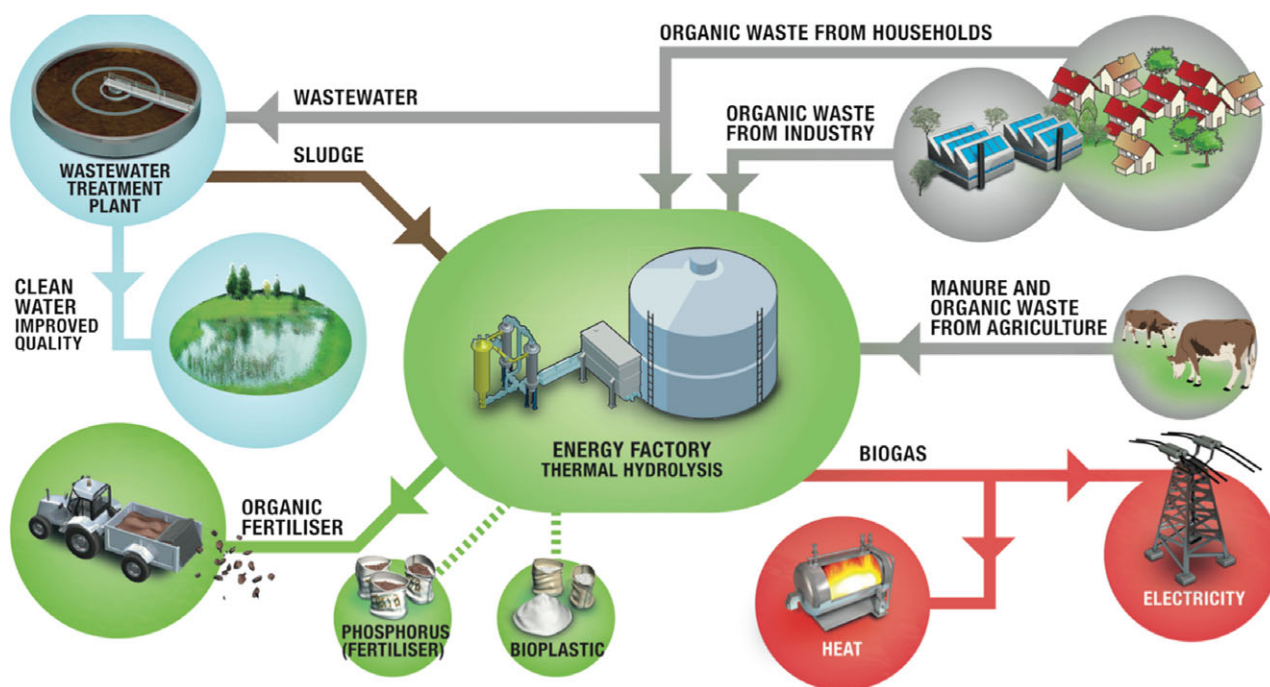 ORGANIC WASTE FROM HOUSEHOLDS
WASTEWATER
ORGANIC WASTE
FROM INDUSTRY
SLUDGE
WASTEWATER
TREATMENT
PLANT
CLEAN
WATER
IMPROVED
QUALITY
MANURE AND
ORGANIC WASTE
FROM AGRICULTURE
ENERGY FACTORY
THERMAL HYDROLYSIS
BIOGAS
ORGANIC
FERTILISER
PHOSPHORUS
(FERTILISER)
BIOPLASTIC
HEAT
ELECTRICITY